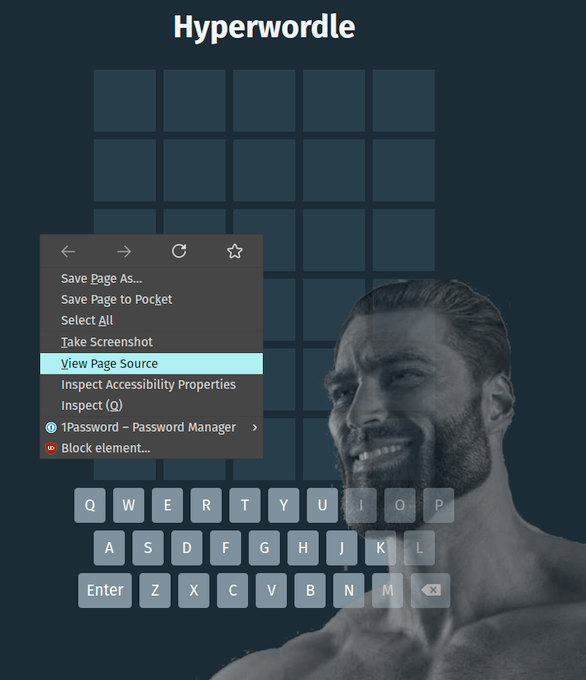 Hyperwordle
Save Page As...
Save Page to Pocket
Select All
Take Screenshot
View Page Source
Inspect Accessibility Properties
Inspect (Q)
1Password – Password Manager
Block element...
Q W E R T Y U I O P
A S D F G H J K L
Enter Z X C V B N M